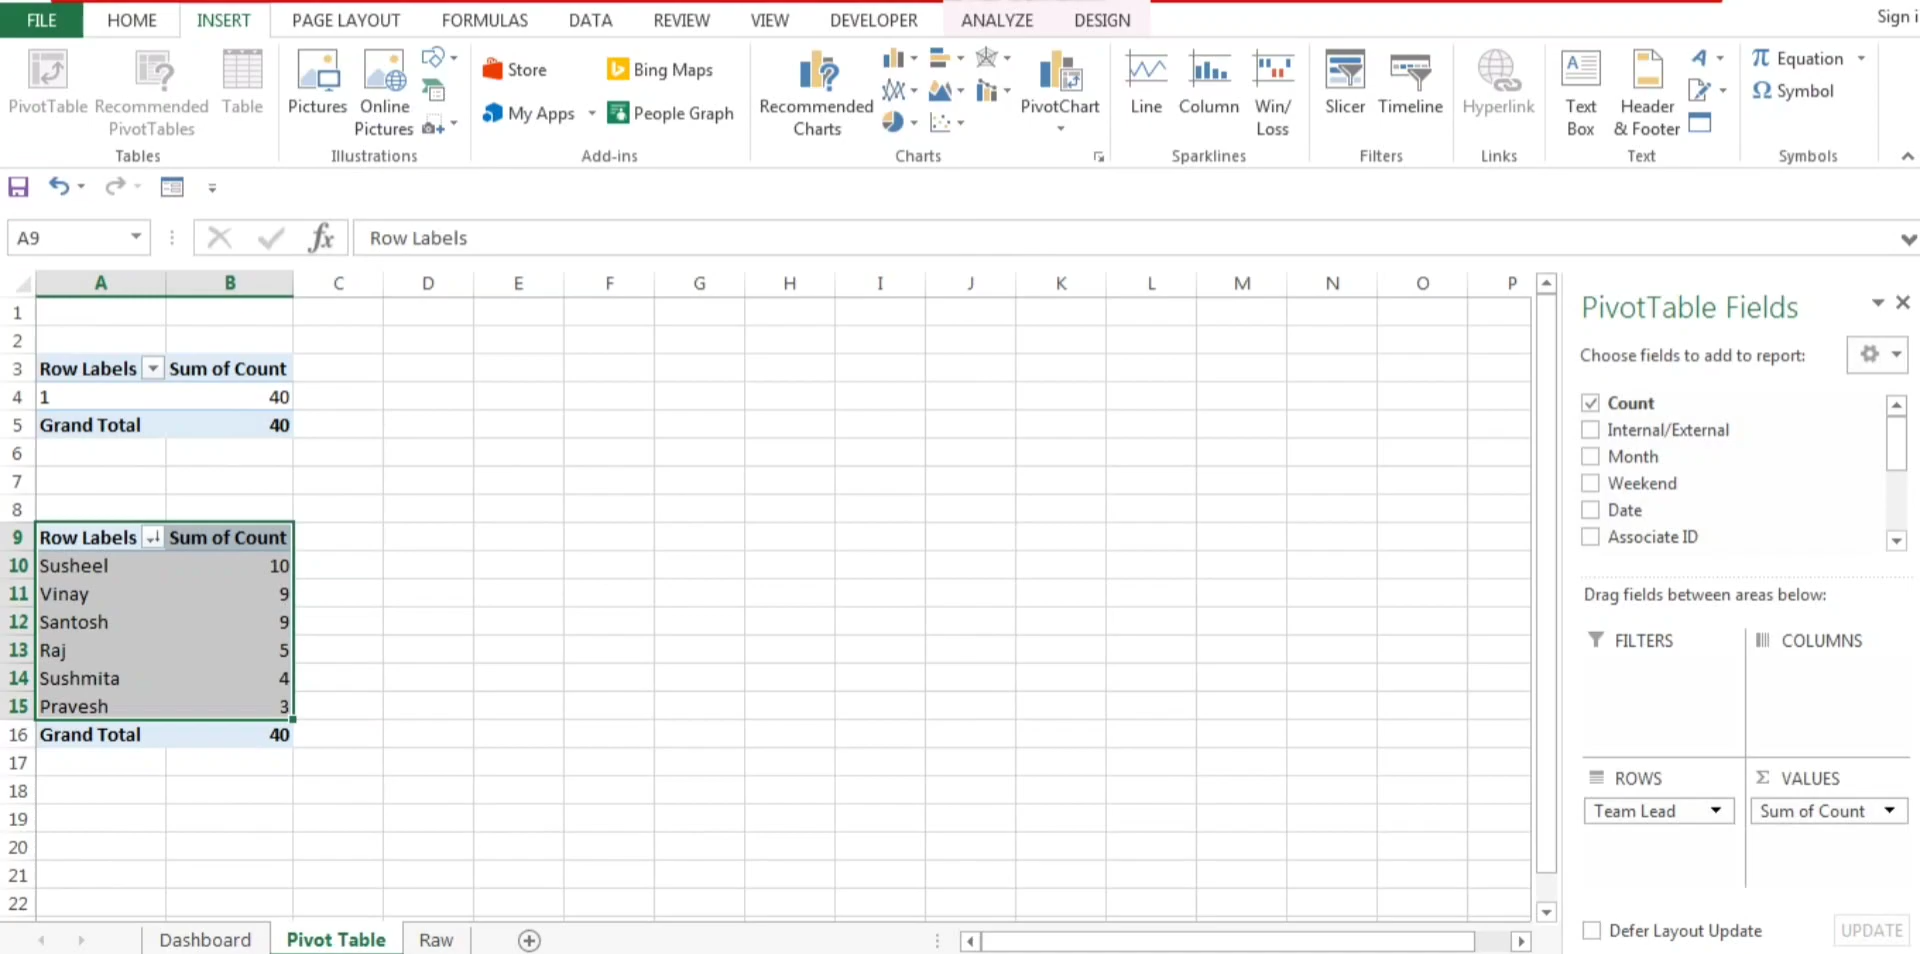 FILE HOME INSERT PAGE LAYOUT FORMULAS DATA REVIEW VIEW DEVELOPER ANALYZE DESIGN Sign i
PivotTable Recommended PivotTables Table
Tables
Pictures Online Pictures
Illustrations
Store
My Apps
Bing Maps
People Graph
Add-ins
Recommended Charts
PivotChart
Charts
Line Column Win/ Loss
Sparklines
Slicer Timeline
Filters
Hyperlink
Links
Text Box Header & Footer
Text
π Equation
Ω Symbol
Symbols
A9 fx Row Labels
A B C D E F G H I J K L M N O P
1
2
3 Row Labels Sum of Count
4 1 40
5 Grand Total 40
6
7
8
9 Row Labels Sum of Count
10 Susheel 10
11 Vinay 9
12 Santosh 9
13 Raj 5
14 Sushmita 4
15 Pravesh 3
16 Grand Total 40
17
18
19
20
21
22
Dashboard Pivot Table Raw
PivotTable Fields
Choose fields to add to report:
Count
Internal/External
Month
Weekend
Date
Associate ID
Drag fields between areas below:
FILTERS COLUMNS
ROWS Σ VALUES
Team Lead Sum of Count
Defer Layout Update UPDATE